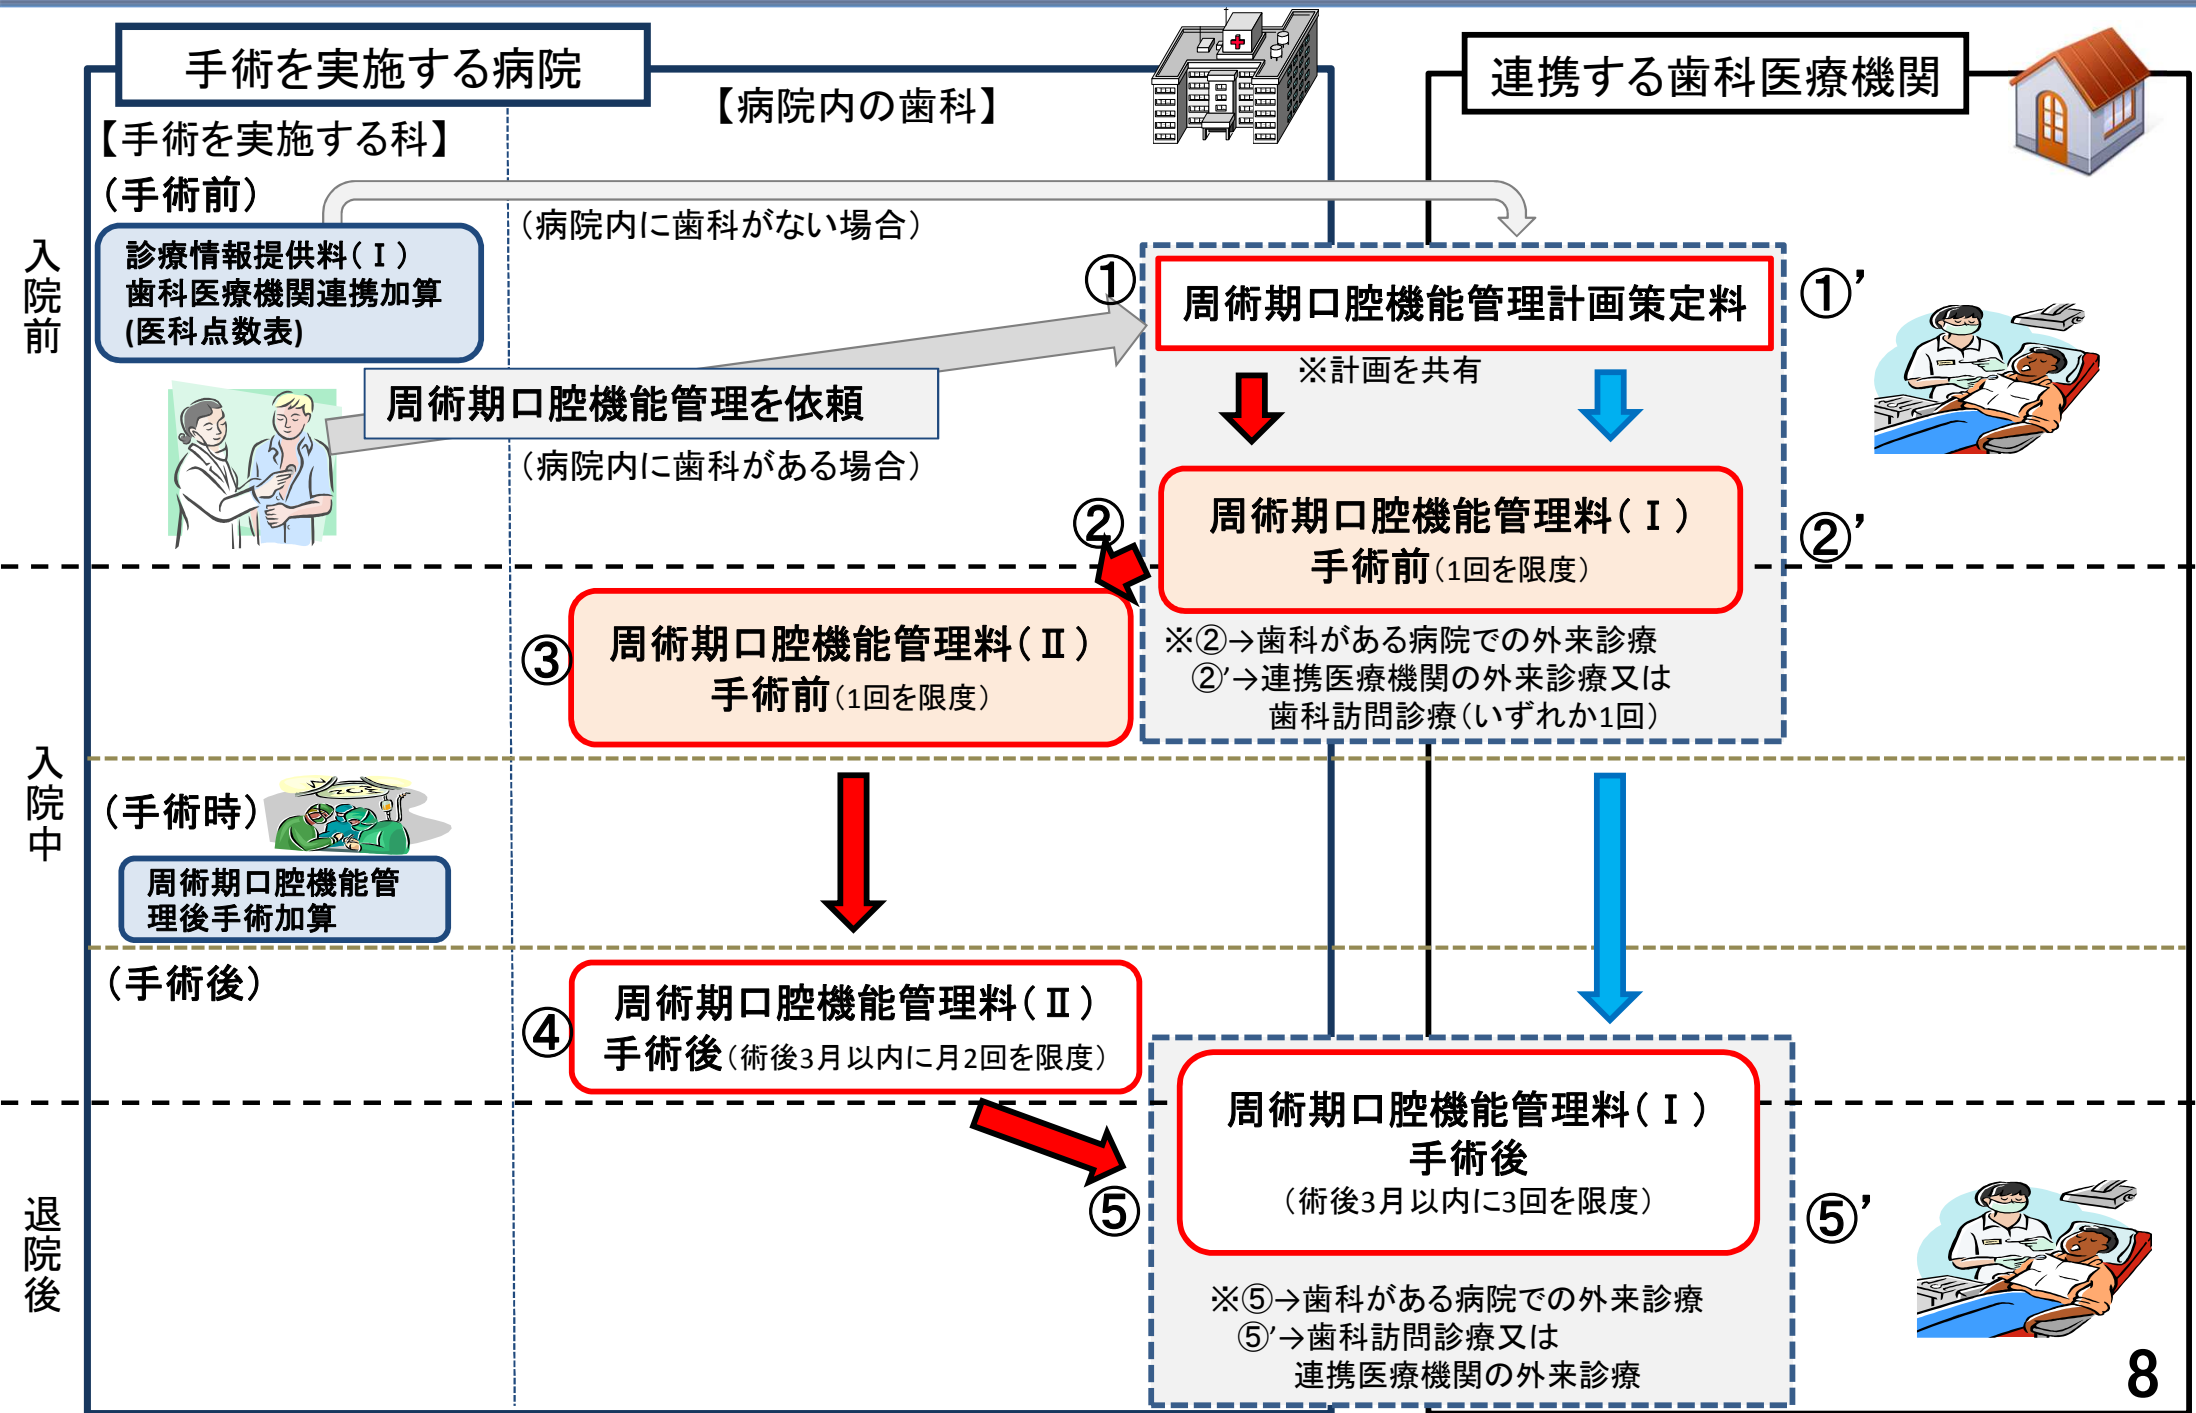 手術を実施する病院
連携する歯科医療機関
【病院内の歯科】
【手術を実施する科】
(手術前)
(病院内に歯科がない場合)
入院前
診療情報提供料(Ⅰ)
歯科医療機関連携加算
(医科点数表)
①
周術期口腔機能管理計画策定料
①’
※計画を共有
周術期口腔機能管理を依頼
(病院内に歯科がある場合)
②
周術期口腔機能管理料(Ⅰ)
手術前(1回を限度)
②’
③
周術期口腔機能管理料(Ⅱ)
手術前(1回を限度)
※②→歯科がある病院での外来診療
②’→連携医療機関の外来診療又は
歯科訪問診療(いずれか1回)
入院中
(手術時)
周術期口腔機能管
理後手術加算
(手術後)
④
周術期口腔機能管理料(Ⅱ)
手術後(術後3月以内に月2回を限度)
周術期口腔機能管理料(Ⅰ)
手術後
(術後3月以内に3回を限度)
⑤
⑤’
退院後
※⑤→歯科がある病院での外来診療
⑤’→歯科訪問診療又は
連携医療機関の外来診療
8